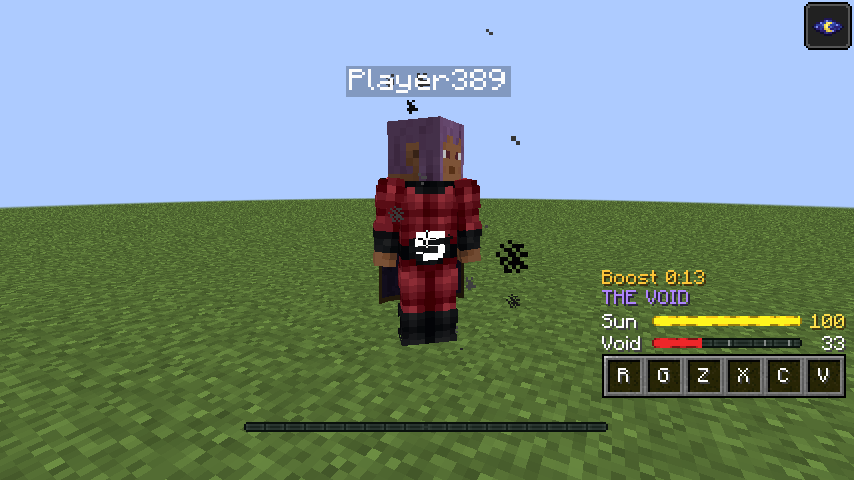 Player389
S
Boost 0:13
THE VOID
Sun 100
Void 33
R G Z X C V